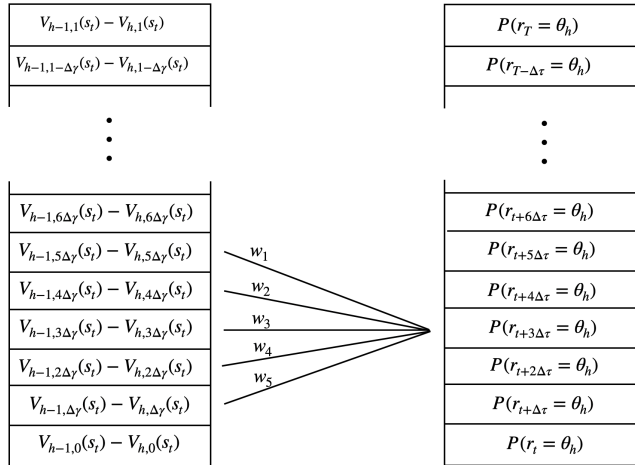 V_{h-1,1}(s_t) − V_{h,1}(s_t)
V_{h-1,1−Δγ}(s_t) − V_{h,1−Δγ}(s_t)
V_{h-1,6Δγ}(s_t) − V_{h,6Δγ}(s_t)
V_{h-1,5Δγ}(s_t) − V_{h,5Δγ}(s_t)
V_{h-1,4Δγ}(s_t) − V_{h,4Δγ}(s_t)
V_{h-1,3Δγ}(s_t) − V_{h,3Δγ}(s_t)
V_{h-1,2Δγ}(s_t) − V_{h,2Δγ}(s_t)
V_{h-1,Δγ}(s_t) − V_{h,Δγ}(s_t)
V_{h-1,0}(s_t) − V_{h,0}(s_t)
w_1
w_2
w_3
w_4
w_5
P(r_T = θ_h)
P(r_{T−Δτ} = θ_h)
P(r_{t+6Δτ} = θ_h)
P(r_{t+5Δτ} = θ_h)
P(r_{t+4Δτ} = θ_h)
P(r_{t+3Δτ} = θ_h)
P(r_{t+2Δτ} = θ_h)
P(r_{t+Δτ} = θ_h)
P(r_t = θ_h)